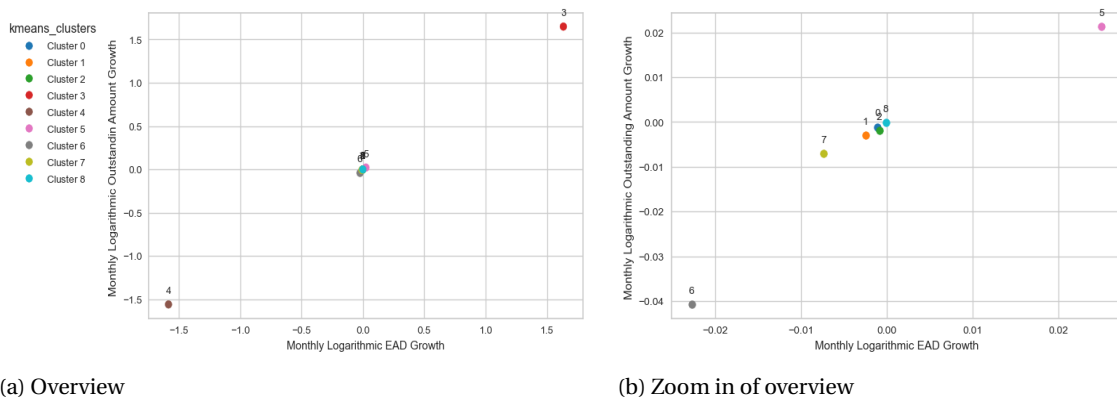 kmeans_clusters
Cluster 0
Cluster 1
Cluster 2
Cluster 3
Cluster 4
Cluster 5
Cluster 6
Cluster 7
Cluster 8
Monthly Logarithmic Outstandin Amount Growth
1.5
1.0
0.5
0.0
−0.5
−1.0
−1.5
3
6
5
4
−1.5 −1.0 −0.5 0.0 0.5 1.0 1.5
Monthly Logarithmic EAD Growth
(a) Overview
Monthly Logarithmic Outstanding Amount Growth
0.02
0.01
0.00
−0.01
−0.02
−0.03
−0.04
5
8
0
2
1
7
6
−0.02 −0.01 0.00 0.01 0.02
Monthly Logarithmic EAD Growth
(b) Zoom in of overview